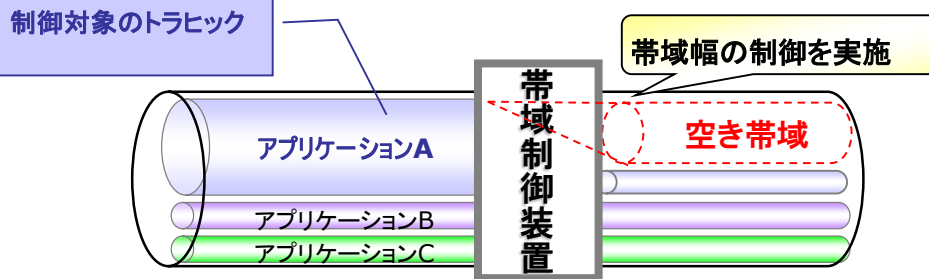 制御対象のトラヒック
帯域幅の制御を実施
帯域制御装置
アプリケーションA
空き帯域
アプリケーションB
アプリケーションC